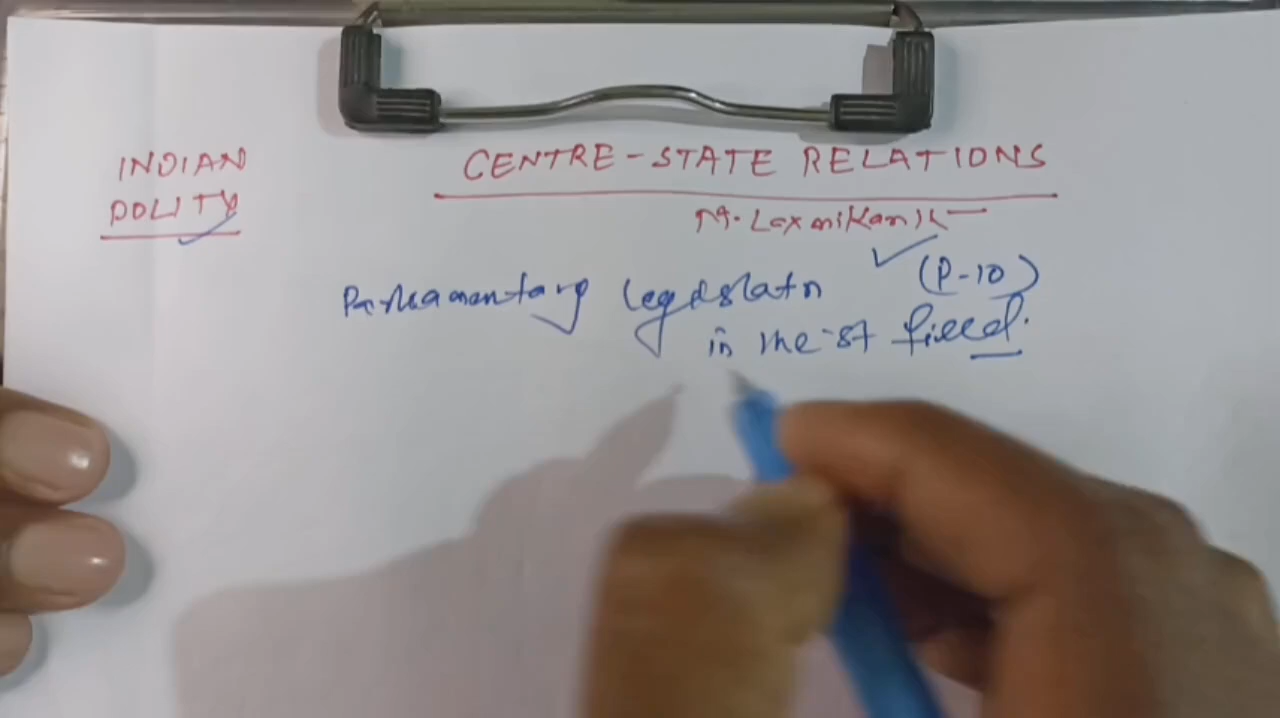 INDIAN
POLITY
CENTRE-STATE RELATIONS
M. Laxmikanth
Parliamentary legislatn (P-10)
in the st field.